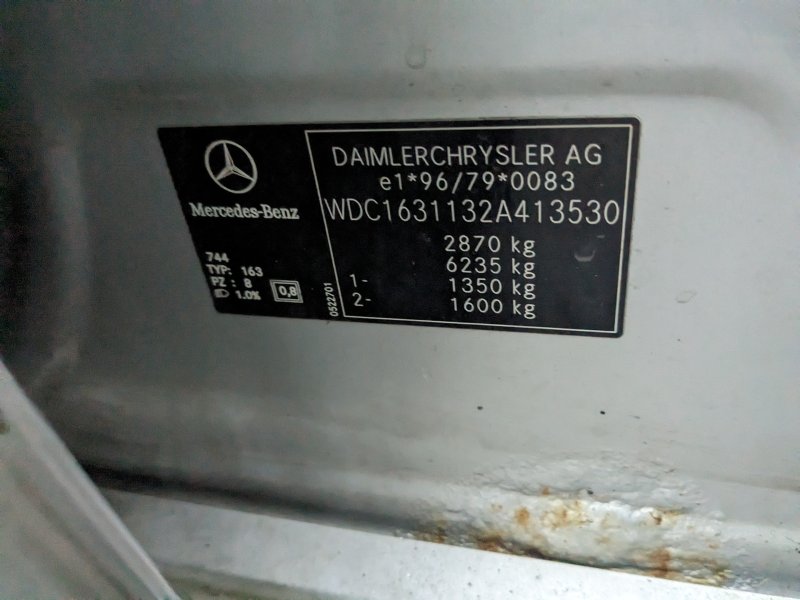 Mercedes-Benz
744
TYP: 163
PZ : 8
1.0%
0,8
0522701
DAIMLERCHRYSLER AG
e1*96/79*0083
WDC1631132A413530
2870 kg
6235 kg
1- 1350 kg
2- 1600 kg